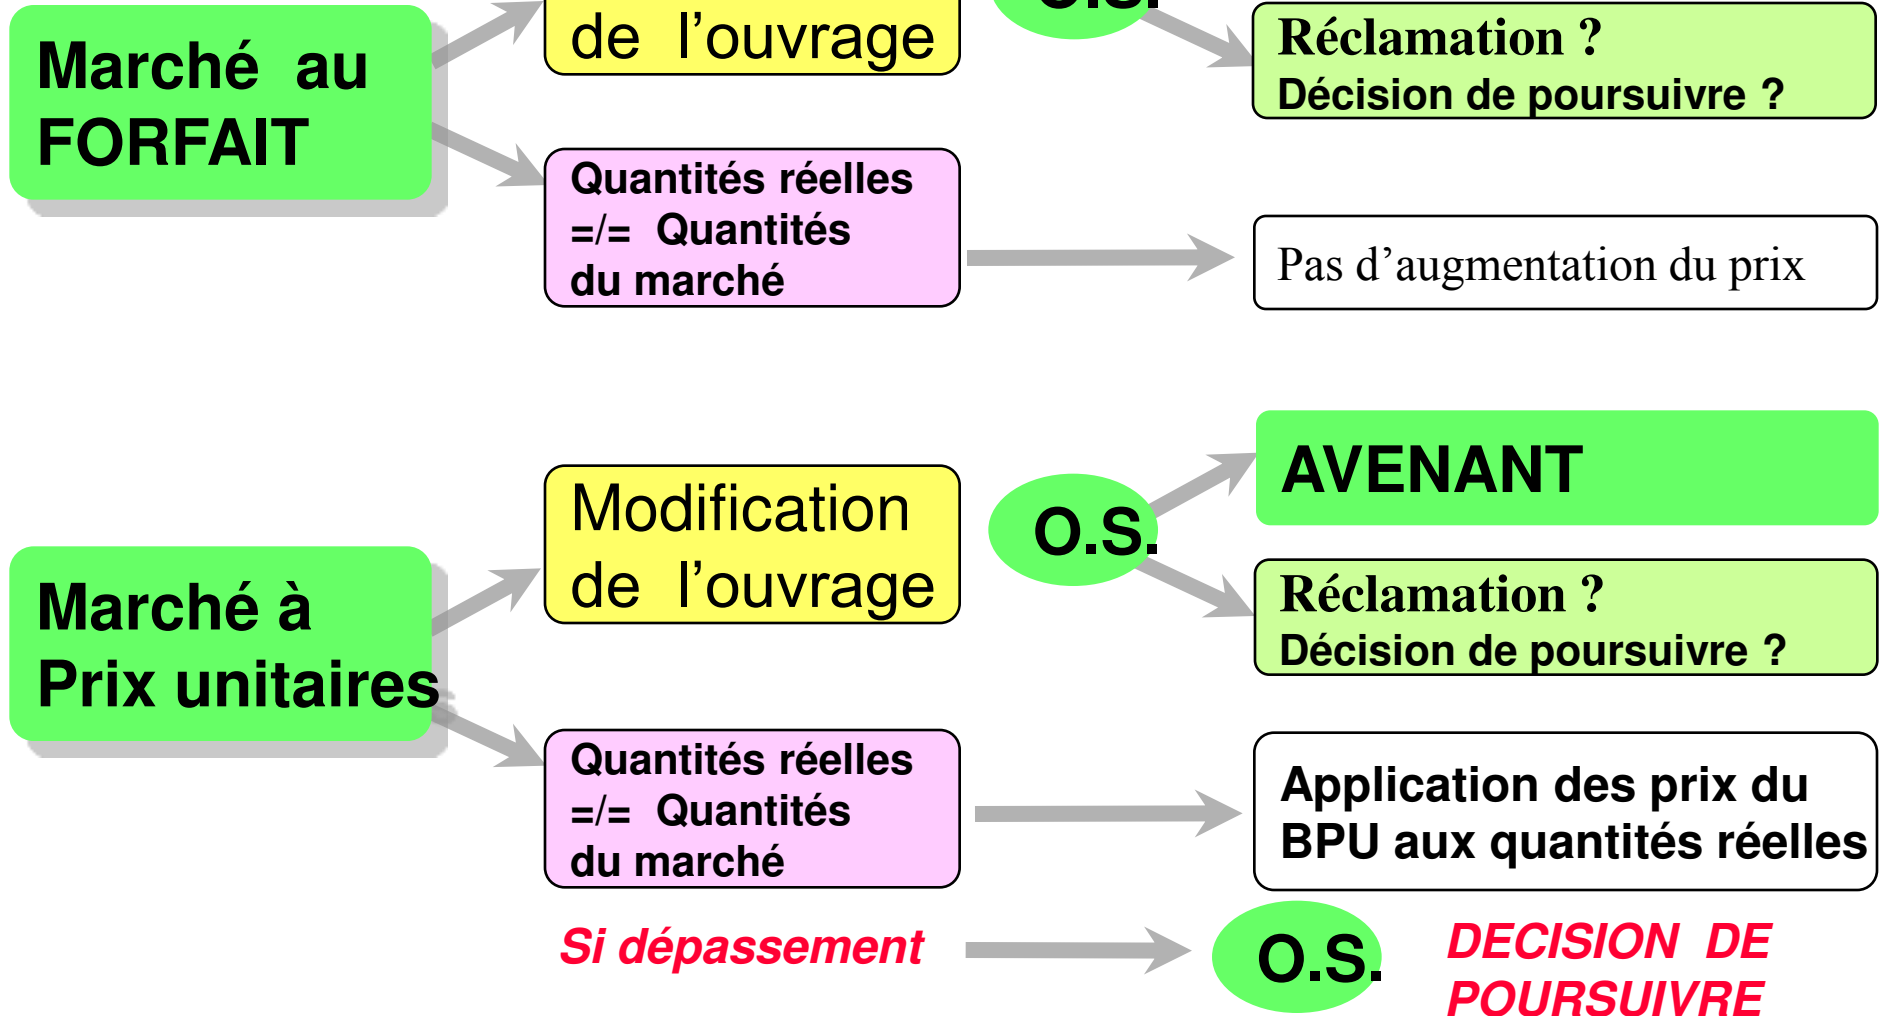 O.S.
de l’ouvrage
Réclamation ?
Décision de poursuivre ?
Marché au
FORFAIT
Quantités réelles
=/= Quantités
du marché
Pas d’augmentation du prix
AVENANT
Modification
de l’ouvrage
O.S.
Réclamation ?
Décision de poursuivre ?
Marché à
Prix unitaires
Quantités réelles
=/= Quantités
du marché
Application des prix du
BPU aux quantités réelles
Si dépassement
O.S.
DECISION DE
POURSUIVRE